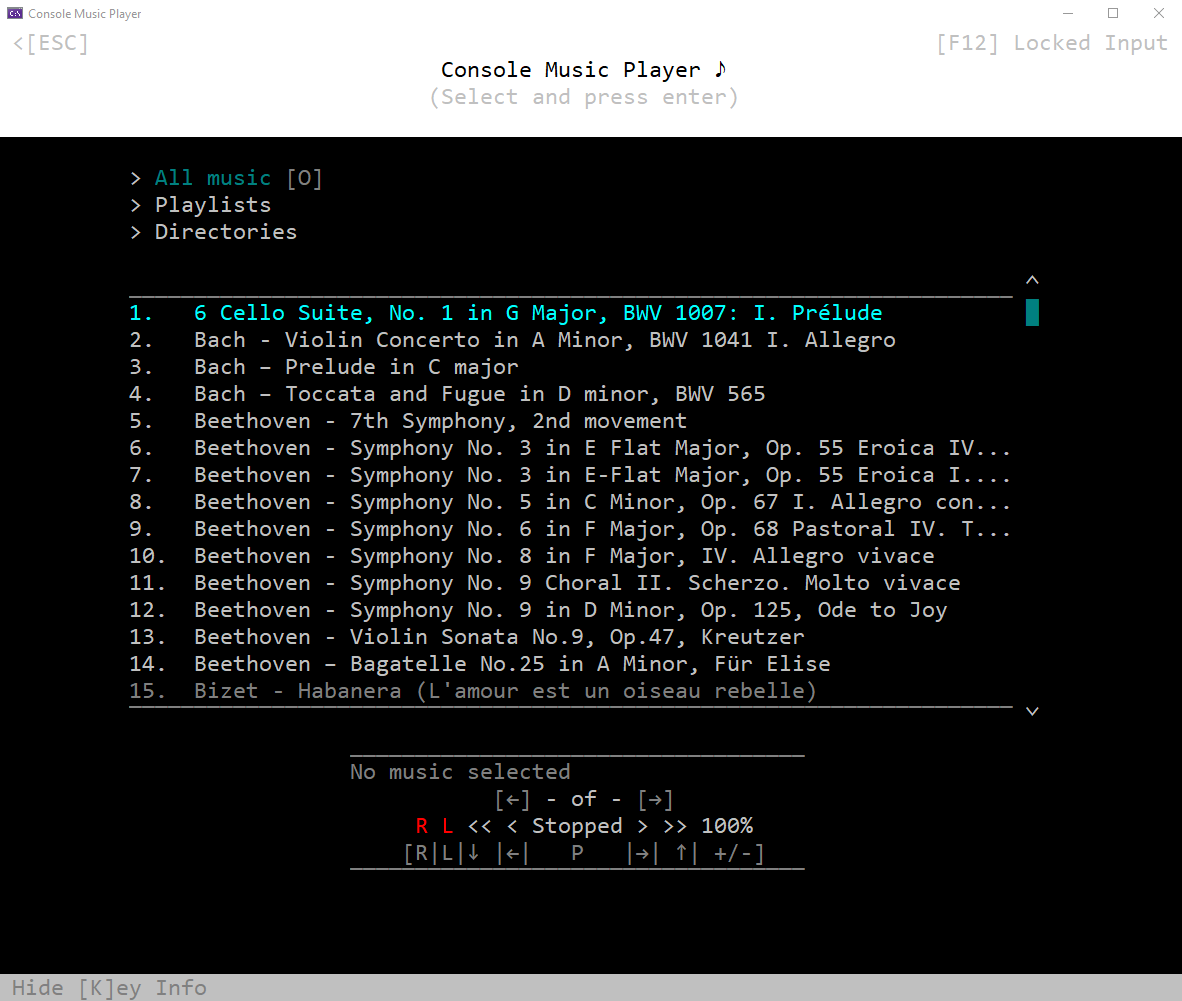 Console Music Player
<[ESC]
[F12] Locked Input
Console Music Player ♪
(Select and press enter)
> All music [O]
> Playlists
> Directories
^
1. 6 Cello Suite, No. 1 in G Major, BWV 1007: I. Prélude
2. Bach - Violin Concerto in A Minor, BWV 1041 I. Allegro
3. Bach – Prelude in C major
4. Bach – Toccata and Fugue in D minor, BWV 565
5. Beethoven - 7th Symphony, 2nd movement
6. Beethoven - Symphony No. 3 in E Flat Major, Op. 55 Eroica IV...
7. Beethoven - Symphony No. 3 in E-Flat Major, Op. 55 Eroica I....
8. Beethoven - Symphony No. 5 in C Minor, Op. 67 I. Allegro con...
9. Beethoven - Symphony No. 6 in F Major, Op. 68 Pastoral IV. T...
10. Beethoven - Symphony No. 8 in F Major, IV. Allegro vivace
11. Beethoven - Symphony No. 9 Choral II. Scherzo. Molto vivace
12. Beethoven - Symphony No. 9 in D Minor, Op. 125, Ode to Joy
13. Beethoven - Violin Sonata No.9, Op.47, Kreutzer
14. Beethoven – Bagatelle No.25 in A Minor, Für Elise
15. Bizet - Habanera (L'amour est un oiseau rebelle)
No music selected
[←] - of - [→]
R L << < Stopped > >> 100%
[R|L|↓ |←| P |→| ↑| +/-]
Hide [K]ey Info